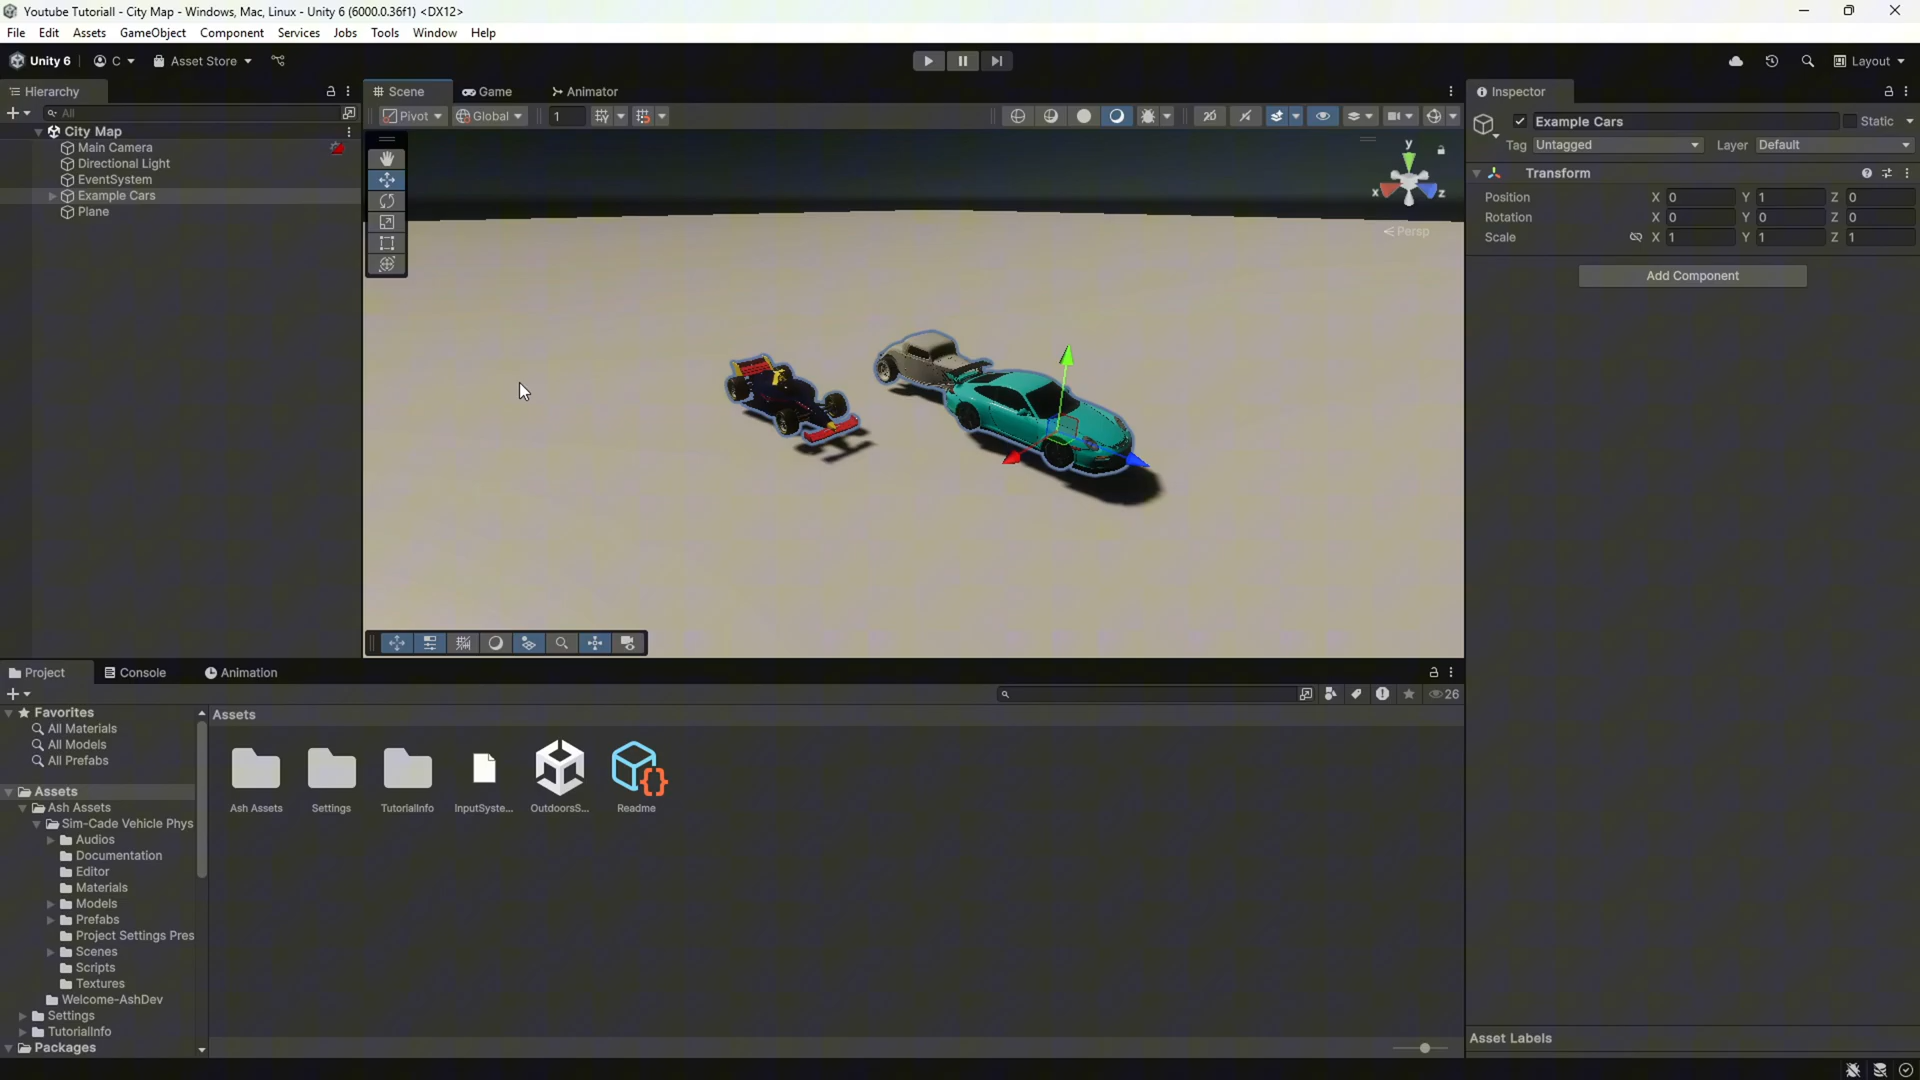 Youtube Tutoriall - City Map - Windows, Mac, Linux - Unity 6 (6000.0.36f1) <DX12>
File Edit Assets GameObject Component Services Jobs Tools Window Help
Unity 6 C Asset Store Layout
Hierarchy
All
City Map
Main Camera
Directional Light
EventSystem
Example Cars
Plane
Scene Game Animator
Pivot Global 1
y
x z
Persp
Inspector
Example Cars Static
Tag Untagged Layer Default
Transform
Position X 0 Y 1 Z 0
Rotation X 0 Y 0 Z 0
Scale X 1 Y 1 Z 1
Add Component
Project Console Animation
26
Favorites
All Materials
All Models
All Prefabs
Assets
Ash Assets
Sim-Cade Vehicle Phys
Audios
Documentation
Editor
Materials
Models
Prefabs
Project Settings Pres
Scenes
Scripts
Textures
Welcome-AshDev
Settings
TutorialInfo
Packages
Assets
Ash Assets Settings TutorialInfo InputSyste... OutdoorsS... Readme
Asset Labels